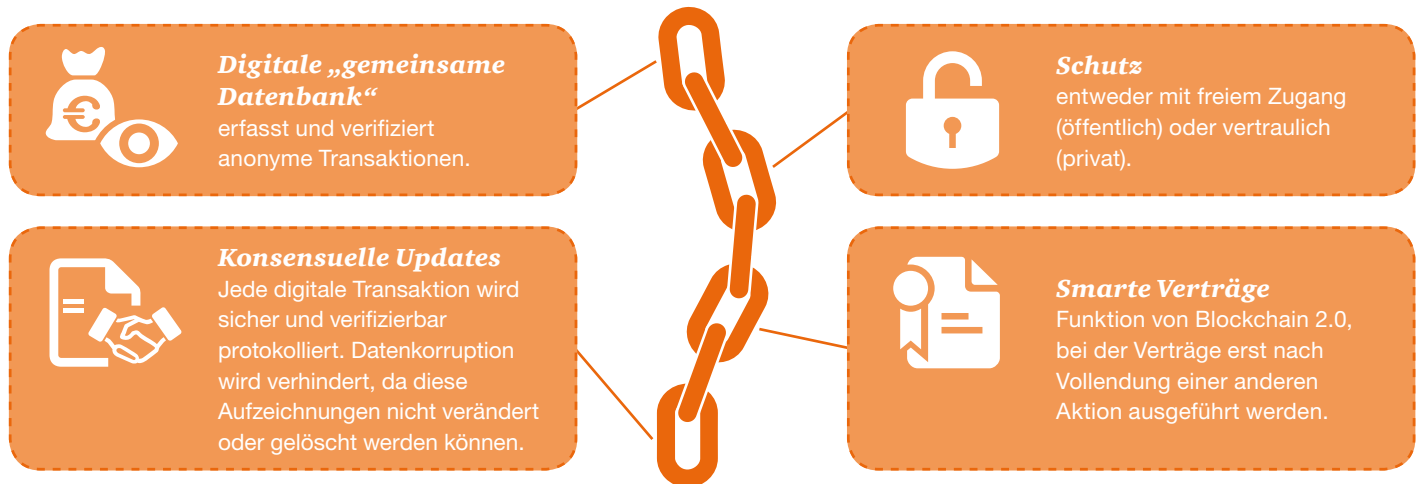 Digitale „gemeinsame
Datenbank“
erfasst und verifiziert
anonyme Transaktionen.
Schutz
entweder mit freiem Zugang
(öffentlich) oder vertraulich
(privat).
Konsensuelle Updates
Jede digitale Transaktion wird
sicher und verifizierbar
protokolliert. Datenkorruption
wird verhindert, da diese
Aufzeichnungen nicht verändert
oder gelöscht werden können.
Smarte Verträge
Funktion von Blockchain 2.0,
bei der Verträge erst nach
Vollendung einer anderen
Aktion ausgeführt werden.